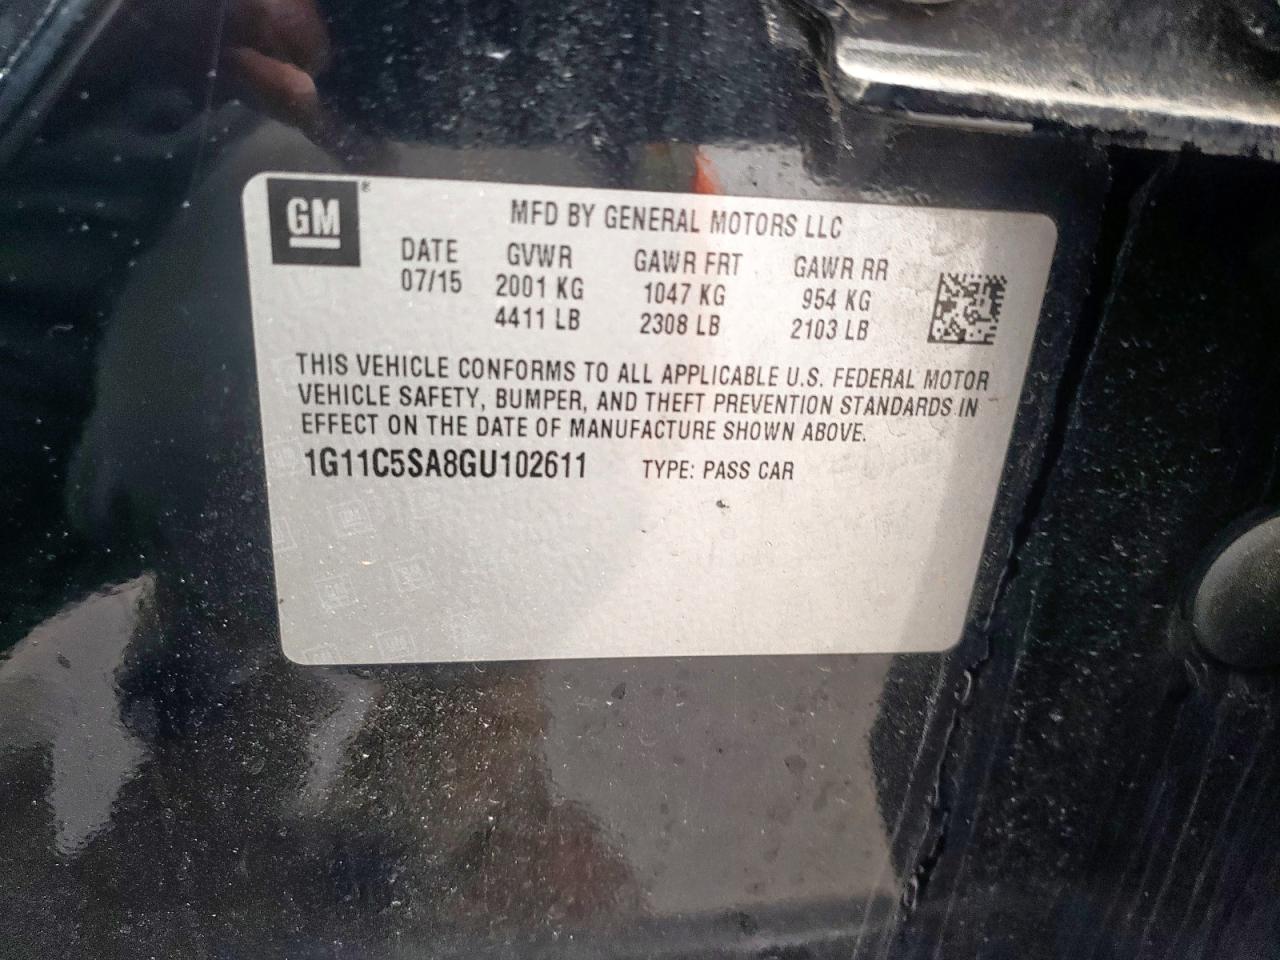 GM®
MFD BY GENERAL MOTORS LLC
DATE GVWR GAWR FRT GAWR RR
07/15 2001 KG 1047 KG 954 KG
4411 LB 2308 LB 2103 LB
THIS VEHICLE CONFORMS TO ALL APPLICABLE U.S. FEDERAL MOTOR
VEHICLE SAFETY, BUMPER, AND THEFT PREVENTION STANDARDS IN
EFFECT ON THE DATE OF MANUFACTURE SHOWN ABOVE.
1G11C5SA8GU102611 TYPE: PASS CAR